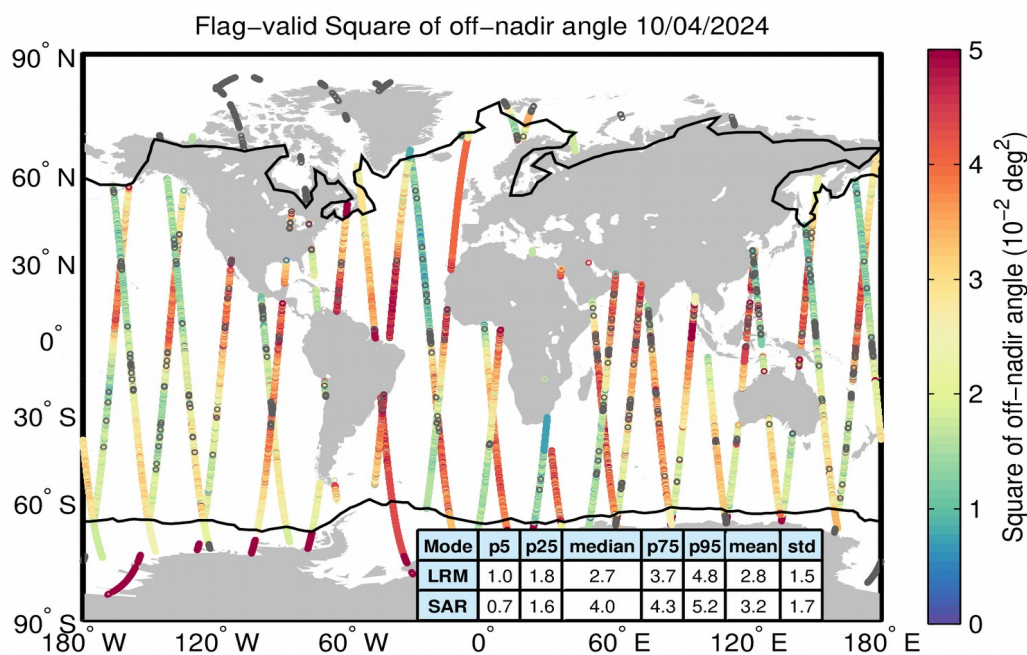 Flag-valid Square of off-nadir angle 10/04/2024
90° N
60° N
30° N
0°
30° S
60° S
90° S
180° W
120° W
60° W
0°
60° E
120° E
180° E
5
4
3
2
1
0
Square of off-nadir angle (10⁻² deg²)
Mode p5 p25 median p75 p95 mean std
LRM 1.0 1.8 2.7 3.7 4.8 2.8 1.5
SAR 0.7 1.6 4.0 4.3 5.2 3.2 1.7